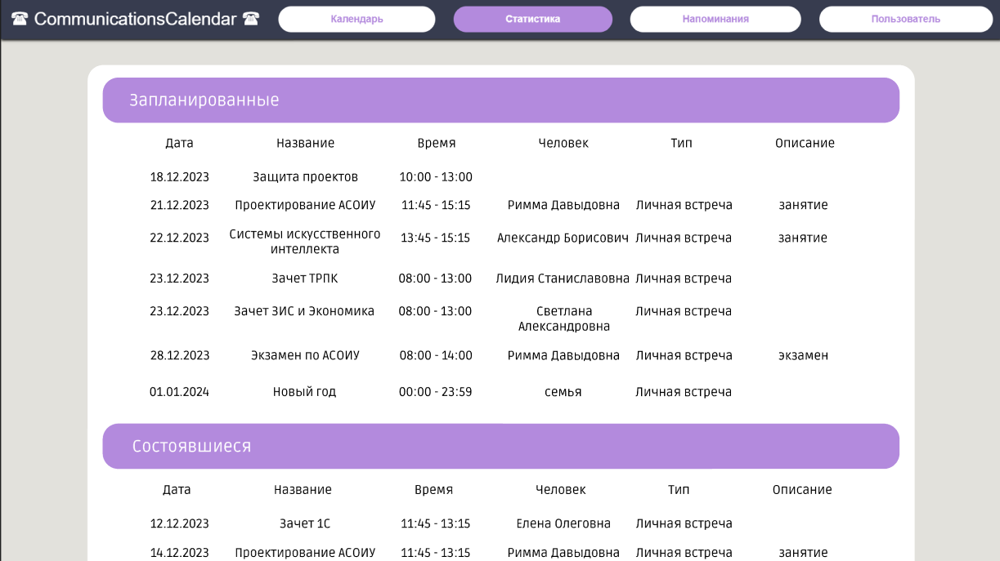 ☎ CommunicationsCalendar ☎ Календарь Статистика Напоминания Пользователь
Запланированные
Дата Название Время Человек Тип Описание
18.12.2023 Защита проектов 10:00 - 13:00
21.12.2023 Проектирование АСОИУ 11:45 - 15:15 Римма Давыдовна Личная встреча занятие
22.12.2023 Системы искусственного интеллекта 13:45 - 15:15 Александр Борисович Личная встреча занятие
23.12.2023 Зачет ТРПК 08:00 - 13:00 Лидия Станиславовна Личная встреча
23.12.2023 Зачет ЗИС и Экономика 08:00 - 13:00 Светлана Александровна Личная встреча
28.12.2023 Экзамен по АСОИУ 08:00 - 14:00 Римма Давыдовна Личная встреча экзамен
01.01.2024 Новый год 00:00 - 23:59 семья Личная встреча
Состоявшиеся
Дата Название Время Человек Тип Описание
12.12.2023 Зачет 1С 11:45 - 13:15 Елена Олеговна Личная встреча
14.12.2023 Проектирование АСОИУ 11:45 - 13:15 Римма Давыдовна Личная встреча занятие